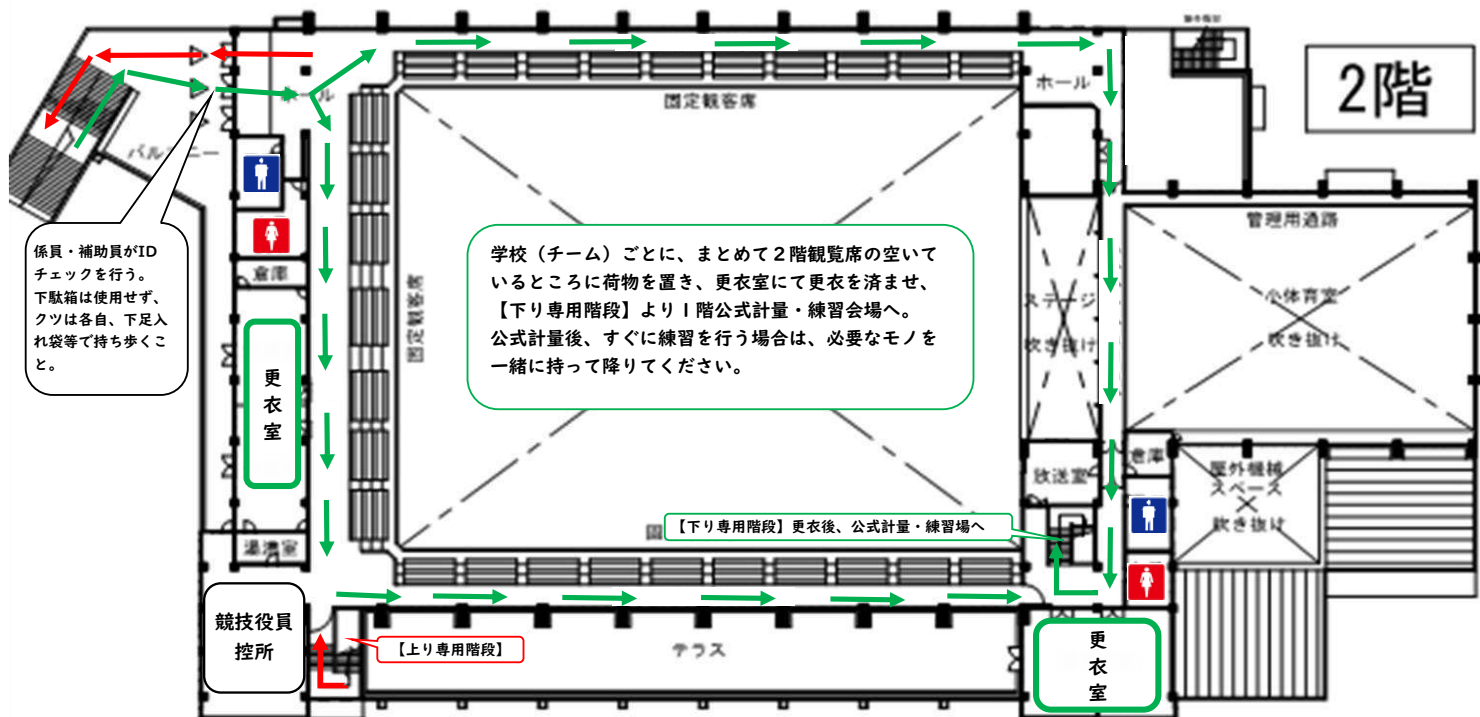 2階
ホール
ホール
固定観客席
バルコニー
管理用通路
係員・補助員がID
チェックを行う。
下駄箱は使用せず、
クツは各自、下足入
れ袋等で持ち歩くこ
と。
倉庫
固定観客席
学校（チーム）ごとに、まとめて２階観覧席の空いて
いるところに荷物を置き、更衣室にて更衣を済ませ、
【下り専用階段】より１階公式計量・練習会場へ。
公式計量後、すぐに練習を行う場合は、必要なモノを
一緒に持って降りてください。
ステージ
吹き抜け
小体育室
吹き抜け
更衣室
放送室
倉庫
屋外機械
スペース
吹き抜け
【下り専用階段】更衣後、公式計量・練習場へ
湯沸室
競技役員
控所
【上り専用階段】
テラス
更衣室